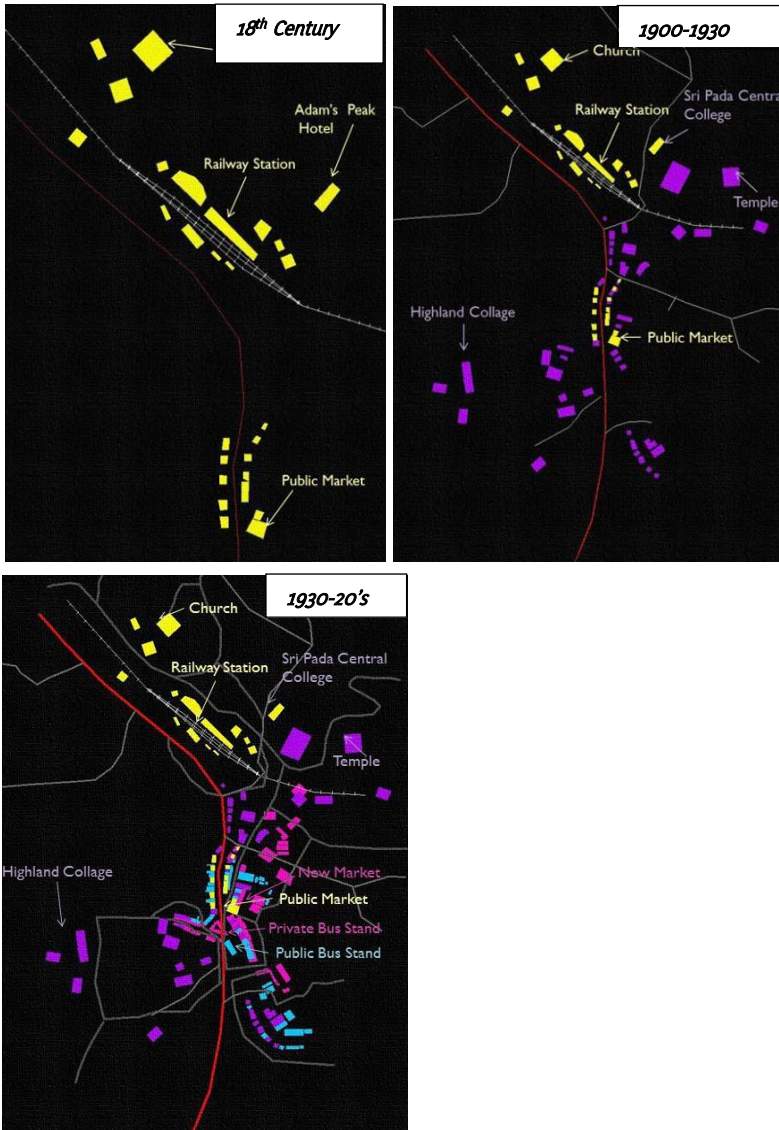 18th Century
Adam's Peak
Hotel
Railway Station
Public Market
1900-1930
Church
Sri Pada Central
College
Railway Station
Temple
Highland Collage
Public Market
1930-20's
Church
Sri Pada Central
College
Railway Station
Temple
Highland Collage
New Market
Public Market
Private Bus Stand
Public Bus Stand